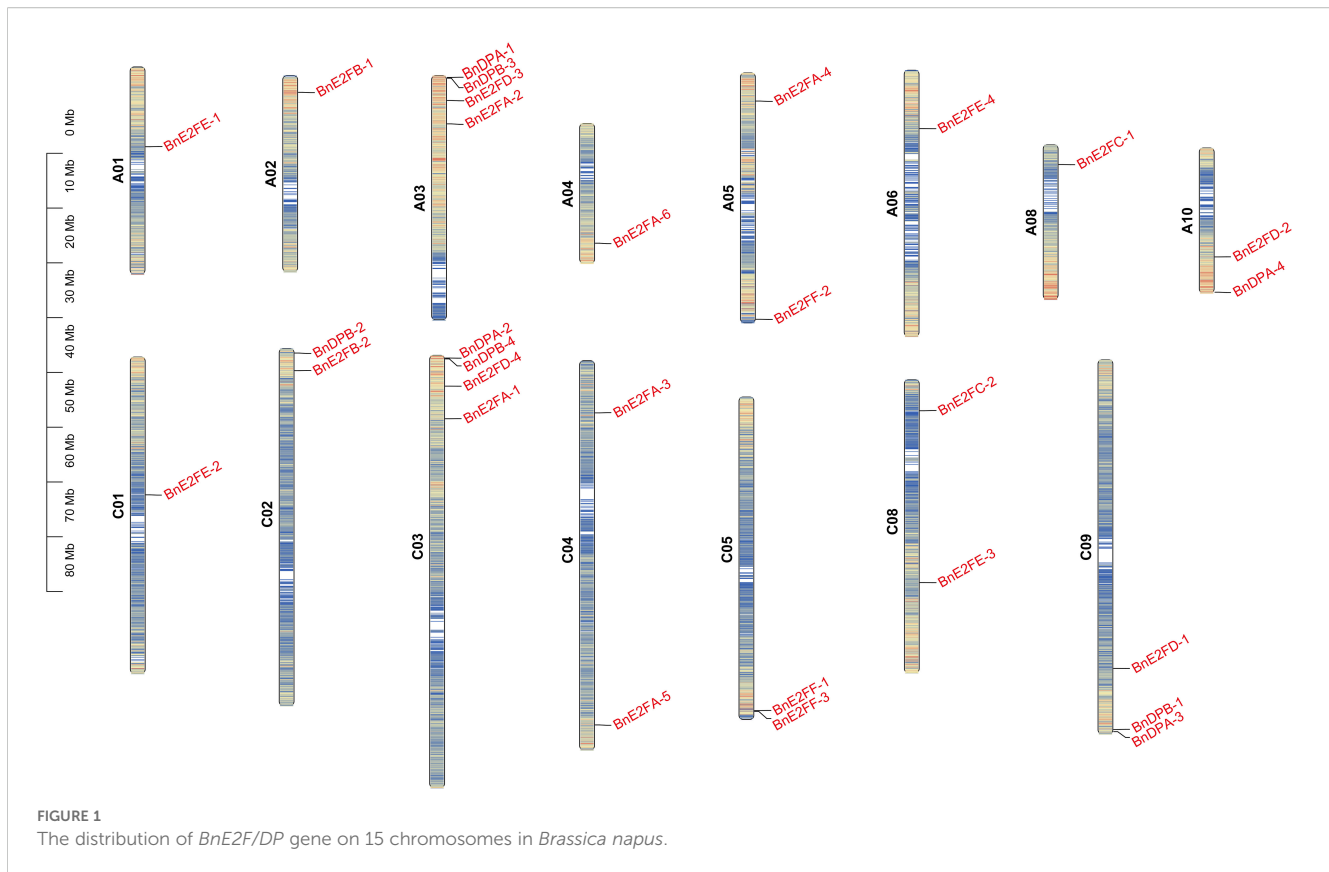 0 Mb
10 Mb
20 Mb
30 Mb
40 Mb
50 Mb
60 Mb
70 Mb
80 Mb
A01
BnE2FE-1
A02
BnE2FB-1
A03
BnDPA-1
BnDPB-3
BnE2FD-3
BnE2FA-2
A04
BnE2FA-6
A05
BnE2FA-4
BnE2FF-2
A06
BnE2FE-4
A08
BnE2FC-1
A10
BnE2FD-2
BnDPA-4
C01
BnE2FE-2
C02
BnDPB-2
BnE2FB-2
C03
BnDPA-2
BnDPB-4
BnE2FD-4
BnE2FA-1
C04
BnE2FA-3
BnE2FA-5
C05
BnE2FF-1
BnE2FF-3
C08
BnE2FC-2
BnE2FE-3
C09
BnE2FD-1
BnDPB-1
BnDPA-3
FIGURE 1
The distribution of BnE2F/DP gene on 15 chromosomes in Brassica napus.